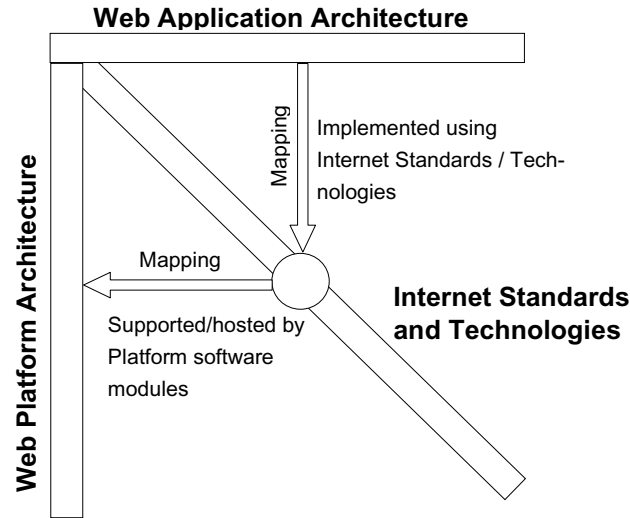 Web Application Architecture
Mapping
Implemented using
Internet Standards / Tech-
nologies
Web Platform Architecture
Mapping
Supported/hosted by
Platform software
modules
Internet Standards
and Technologies